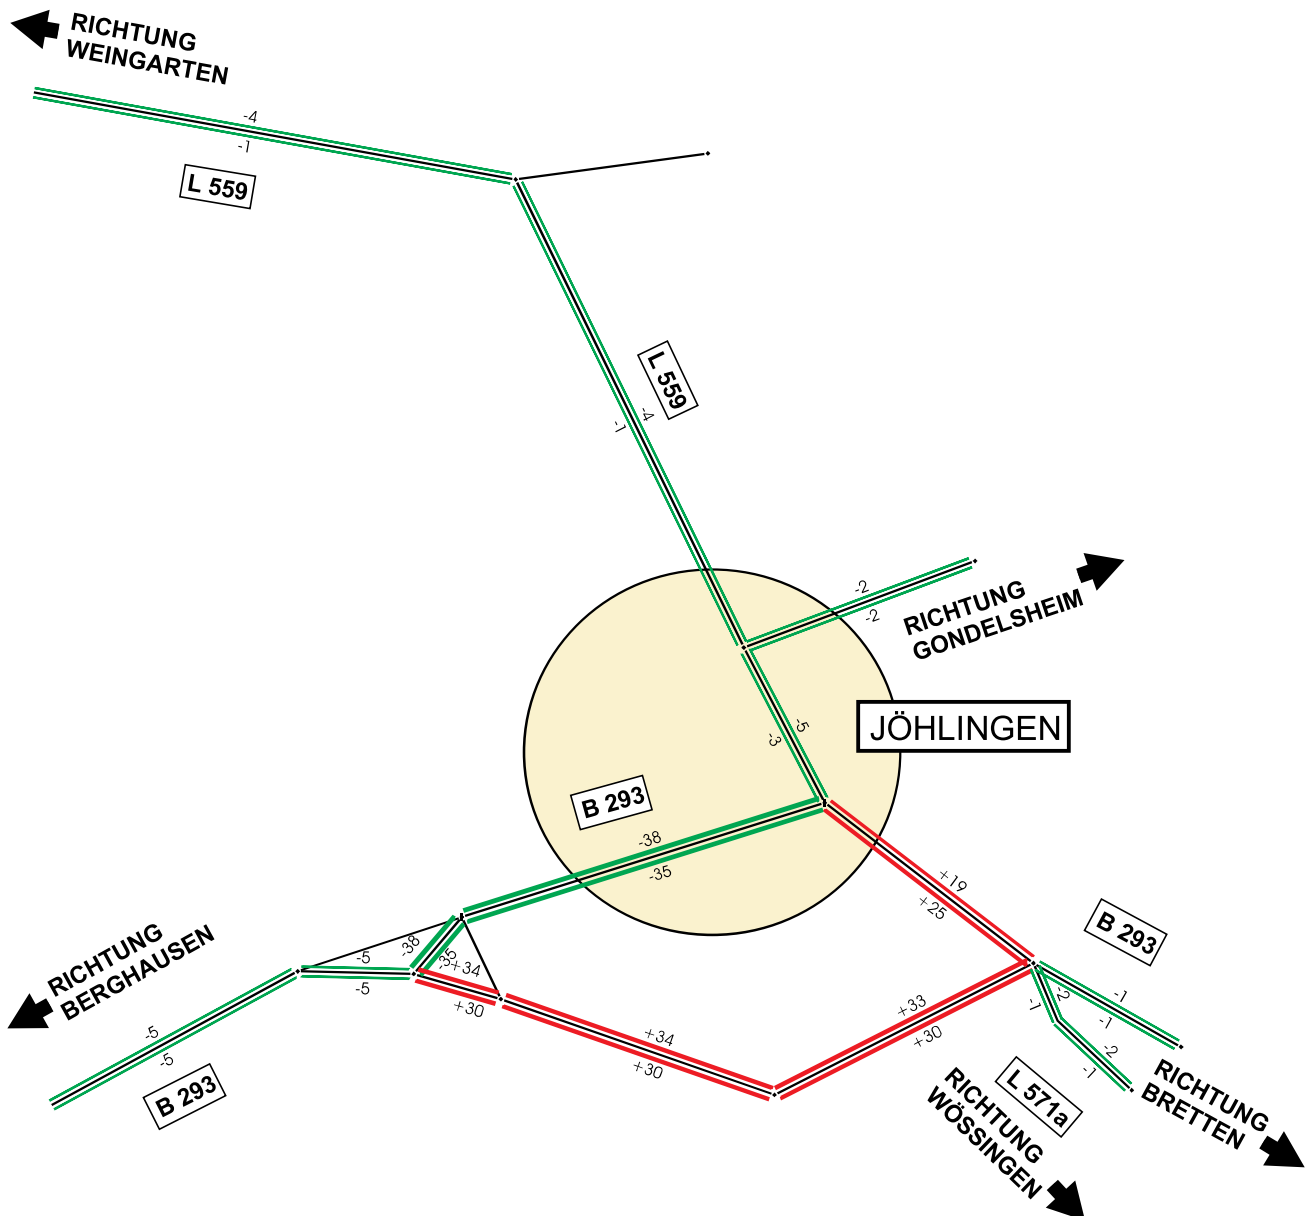 RICHTUNG
WEINGARTEN
-4
-1
L 559
L 559
-4
-1
-2
-2
RICHTUNG
GONDELSHEIM
-5
-3
JÖHLINGEN
B 293
-38
-35
+19
+25
B 293
RICHTUNG
BERGHAUSEN
-5
-5
-38
-35
+34
+30
-5
-5
B 293
+34
+30
+33
+30
-1
-1
-2
-1
-2
-1
L 571a
RICHTUNG
BRETTEN
RICHTUNG
WÖSSINGEN